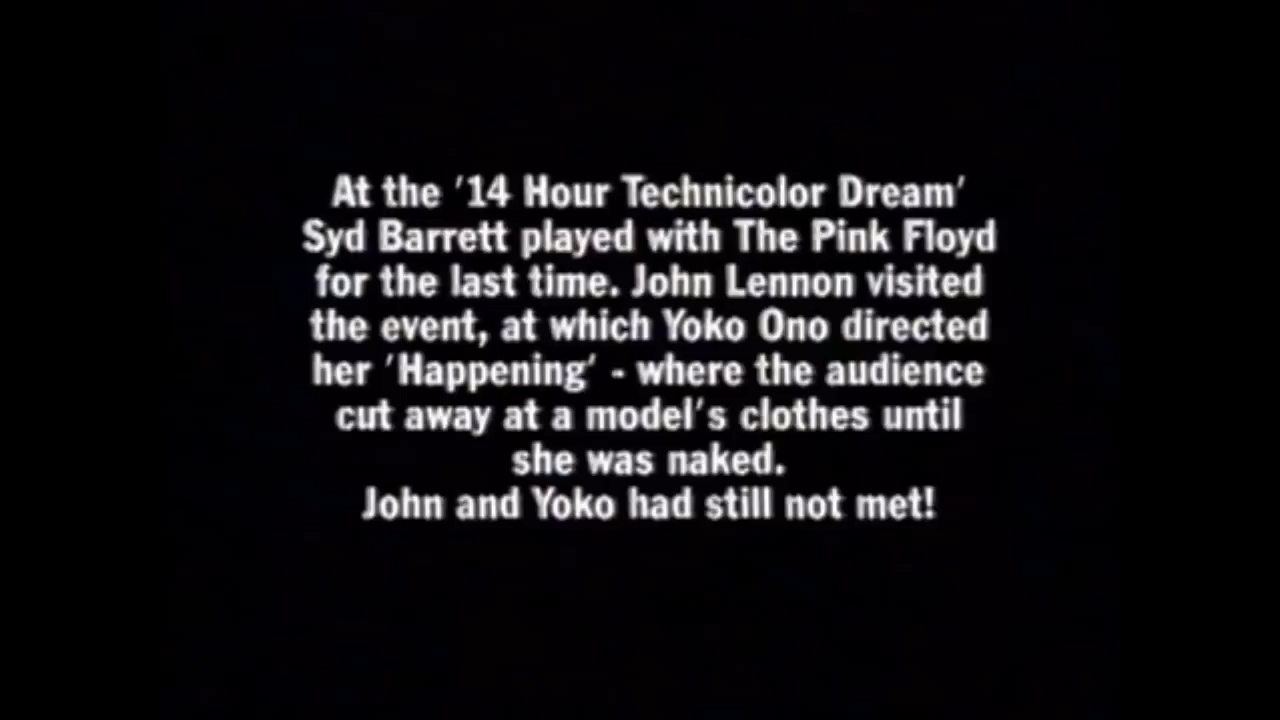 At the '14 Hour Technicolor Dream'
Syd Barrett played with The Pink Floyd
for the last time. John Lennon visited
the event, at which Yoko Ono directed
her 'Happening' - where the audience
cut away at a model's clothes until
she was naked.
John and Yoko had still not met!